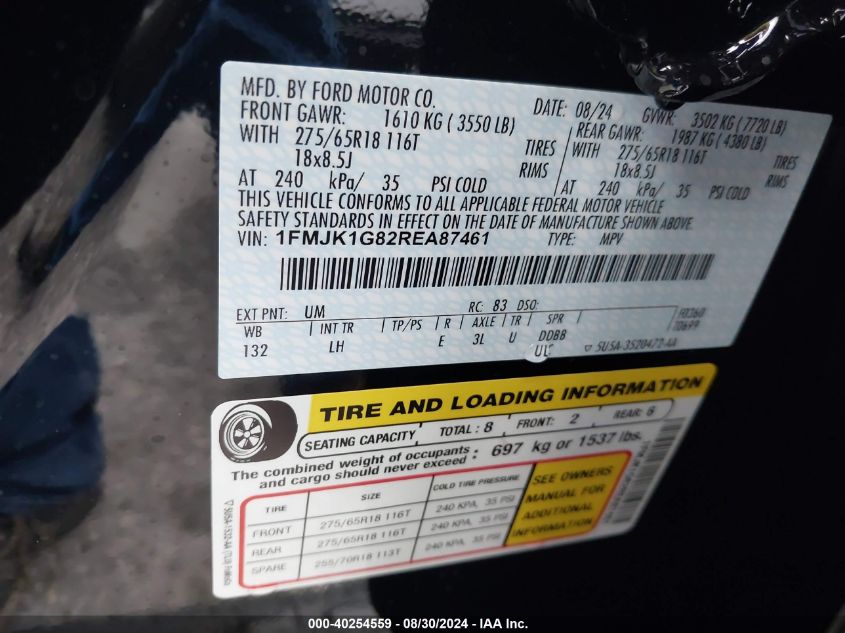 MFD. BY FORD MOTOR CO.
DATE: 08/24 GVWR: 3502 KG (7720 LB)
FRONT GAWR: 1610 KG (3550 LB)
REAR GAWR: 1987 KG (4380 LB)
WITH 275/65R18 116T TIRES
WITH 275/65R18 116T TIRES
18x8.5J RIMS
18x8.5J RIMS
AT 240 kPa/ 35 PSI COLD
AT 240 kPa/ 35 PSI COLD
THIS VEHICLE CONFORMS TO ALL APPLICABLE FEDERAL MOTOR VEHICLE
SAFETY STANDARDS IN EFFECT ON THE DATE OF MANUFACTURE SHOWN ABOVE.
VIN: 1FMJK1G82REA87461 TYPE: MPV
EXT PNT: UM RC: 83 DSO:
WB INT TR TP/PS R AXLE TR SPR
132 LH E 3L U DDBB
UL
TIRE AND LOADING INFORMATION
SEATING CAPACITY TOTAL: 8 FRONT: 2 REAR: 6
The combined weight of occupants and cargo should never exceed: 697 kg or 1537 lbs.
TIRE SIZE COLD TIRE PRESSURE
FRONT 275/65R18 116T 240 KPA, 35 PSI
REAR 275/65R18 116T 240 KPA, 35 PSI
SPARE 255/70R18 113T 240 KPA, 35 PSI
SEE OWNERS
MANUAL FOR
ADDITIONAL
INFORMATION
000-40254559 - 08/30/2024 - IAA Inc.